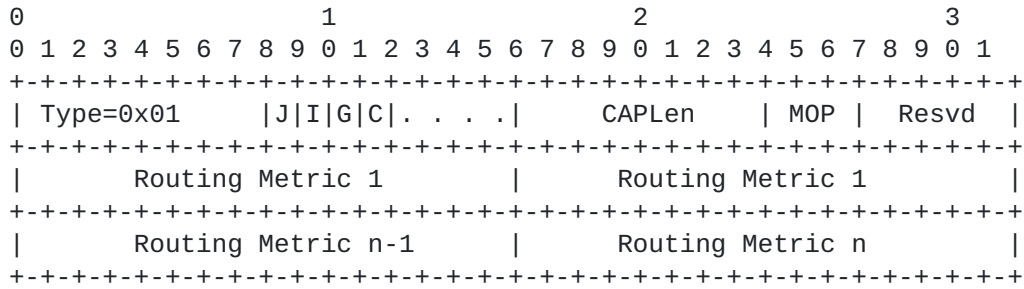 0                   1                   2                   3
0 1 2 3 4 5 6 7 8 9 0 1 2 3 4 5 6 7 8 9 0 1 2 3 4 5 6 7 8 9 0 1
+-+-+-+-+-+-+-+-+-+-+-+-+-+-+-+-+-+-+-+-+-+-+-+-+-+-+-+-+-+-+-+-+
| Type=0x01     |J|I|G|C|. . . .|     CAPLen    | MOP |  Resvd  |
+-+-+-+-+-+-+-+-+-+-+-+-+-+-+-+-+-+-+-+-+-+-+-+-+-+-+-+-+-+-+-+-+
|       Routing Metric 1        |      Routing Metric 1         |
+-+-+-+-+-+-+-+-+-+-+-+-+-+-+-+-+-+-+-+-+-+-+-+-+-+-+-+-+-+-+-+-+
|       Routing Metric n-1      |      Routing Metric n         |
+-+-+-+-+-+-+-+-+-+-+-+-+-+-+-+-+-+-+-+-+-+-+-+-+-+-+-+-+-+-+-+-+